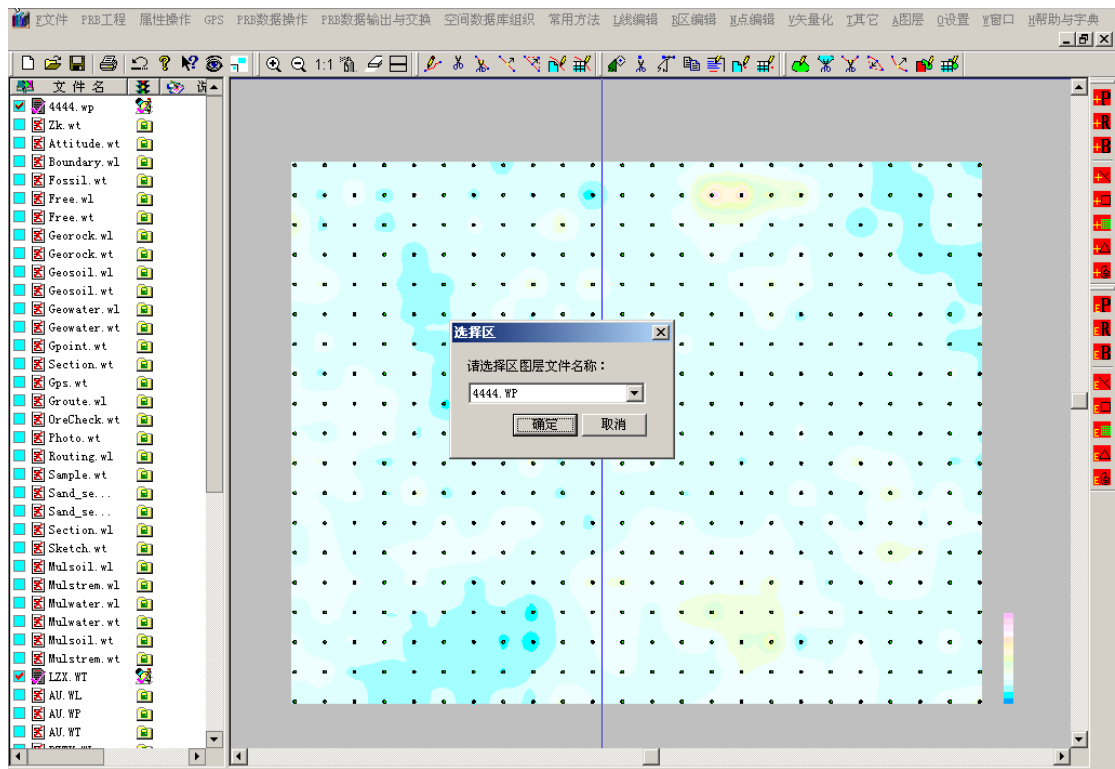 F文件 PRB工程 属性操作 GPS PRB数据操作 PRB数据输出与交换 空间数据库组织 常用方法 L线编辑 R区编辑 N点编辑 V矢量化 T其它 A图层 O设置 W窗口 H帮助与字典
1:1
文件名
4444.wp
Zk.wt
Attitude.wt
Boundary.wl
Fossil.wt
Free.wl
Free.wt
Georock.wl
Georock.wt
Geosoil.wl
Geosoil.wt
Geowater.wl
Geowater.wt
Gpoint.wt
Section.wt
Gps.wt
Groute.wl
OreCheck.wt
Photo.wt
Routing.wl
Sample.wt
Sand_se...
Sand_se...
Section.wl
Sketch.wt
Mulsoil.wl
Mulstrem.wl
Mulwater.wl
Mulwater.wt
Mulsoil.wt
Mulstrem.wt
LZX.WT
AU.WL
AU.WP
AU.WT
选择区
请选择区图层文件名称：
4444.WP
确定 取消
+P
+R
+B
EP
ER
EB